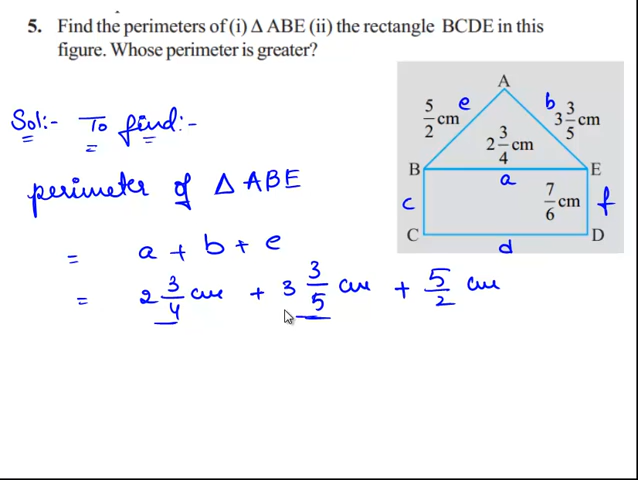 5. Find the perimeters of (i) Δ ABE (ii) the rectangle BCDE in this
figure. Whose perimeter is greater?
A
5/2 cm e
b 3 3/5 cm
2 3/4 cm
B
E
a
c
7/6 cm f
C
D
d
Sol:- To find:-
perimeter of Δ ABE
= a + b + e
= 2 3/4 cm + 3 3/5 cm + 5/2 cm